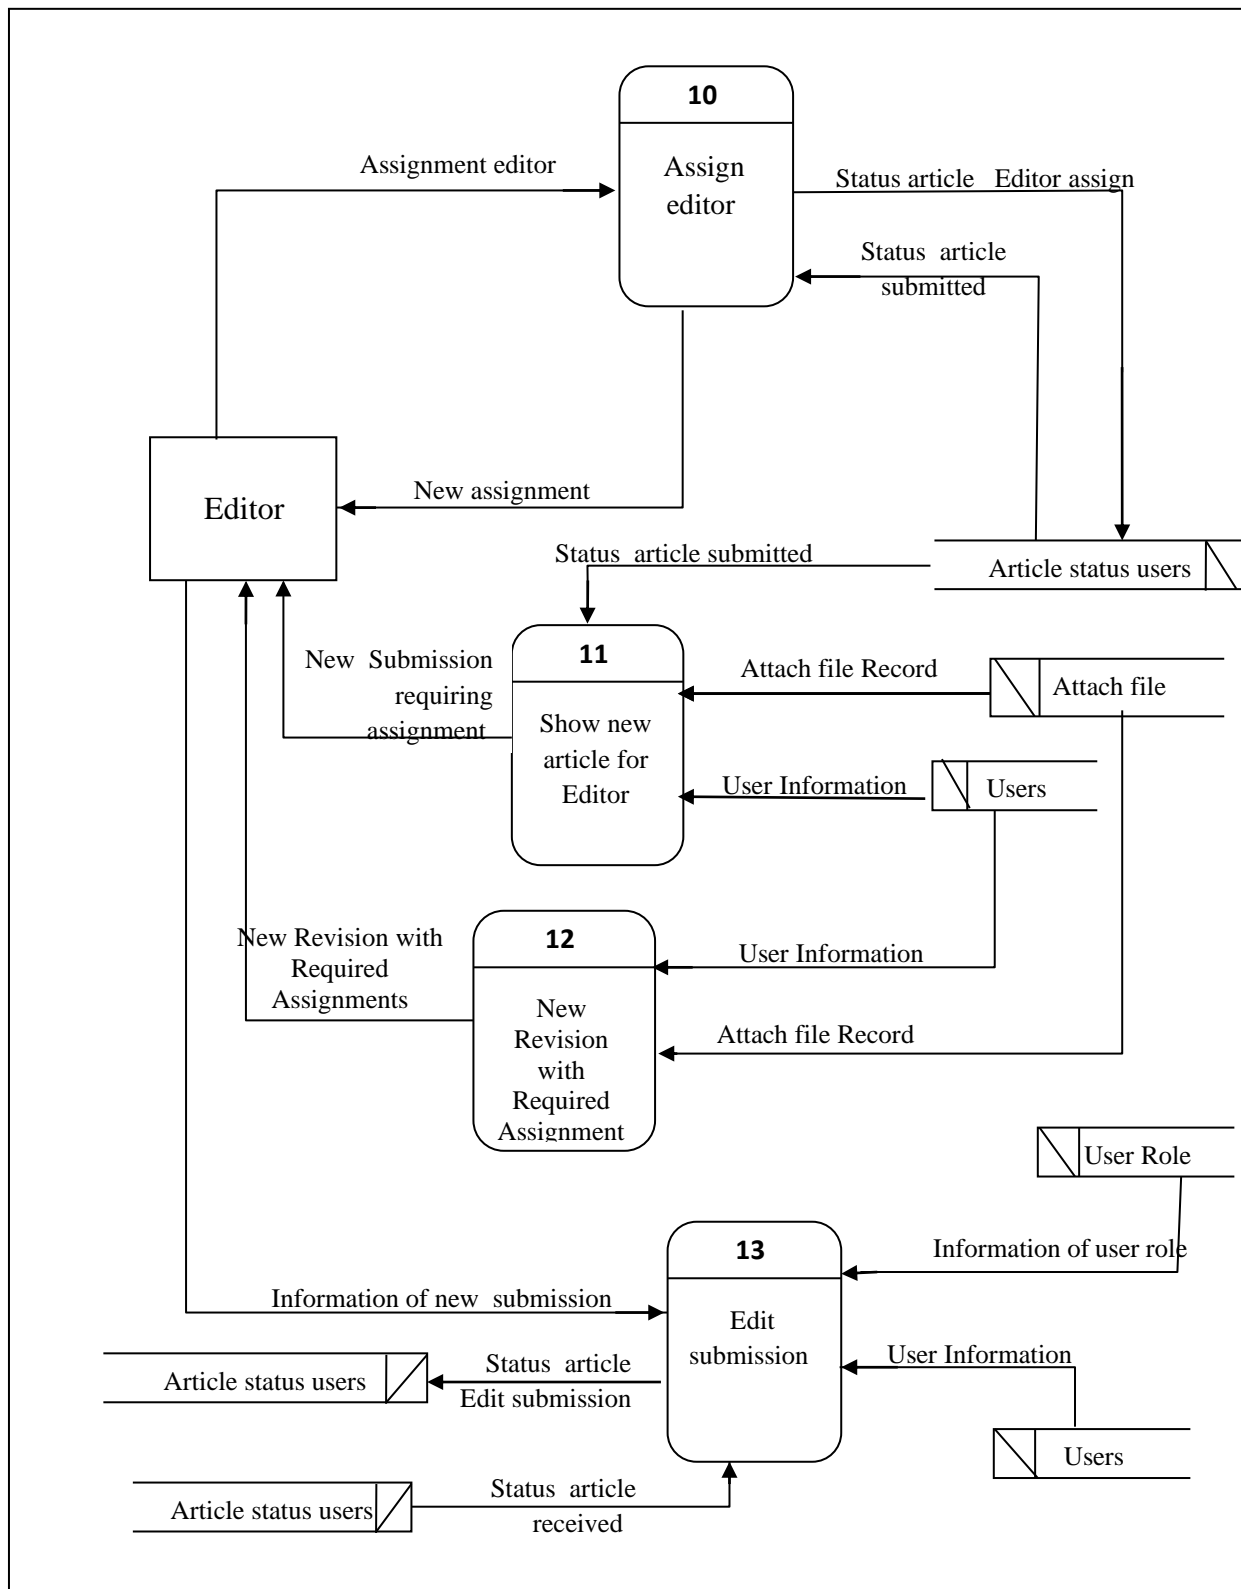 10
Assignment editor
Assign
editor
Status article   Editor assign
Status  article
submitted
Editor
New assignment
Status  article submitted
Article status users
11
New  Submission
requiring
assignment
Show new
article for
Editor
Attach file Record
Attach file
User Information
Users
12
New Revision with
Required
Assignments
New
Revision
with
Required
Assignment
User Information
Attach file Record
User Role
13
Information of user role
Information of new  submission
Edit
submission
User Information
Article status users
Status  article
Edit submission
Users
Article status users
Status  article
received